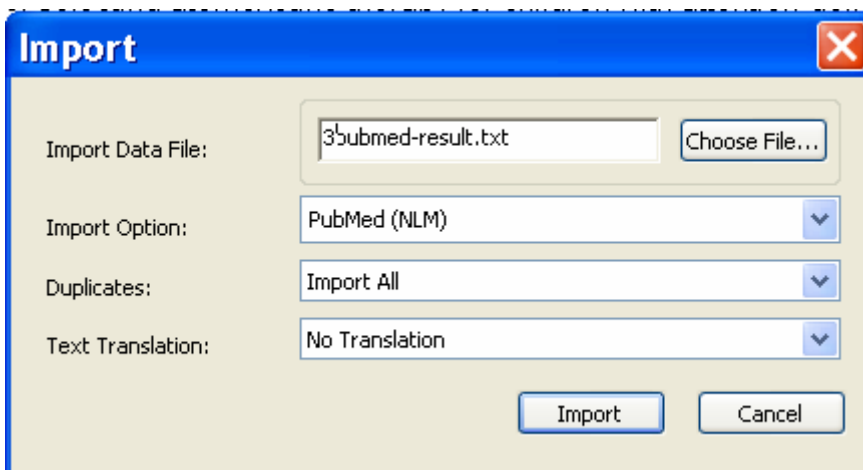 Import
Import Data File:
3לubmed-result.txt
Choose File...
Import Option:
PubMed (NLM)
Duplicates:
Import All
Text Translation:
No Translation
Import
Cancel